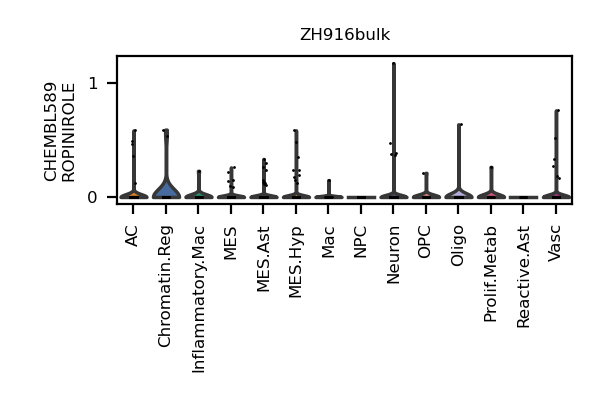 ZH916bulk
CHEMBL589
ROPINIROLE
1
0
AC
Chromatin.Reg
Inflammatory.Mac
MES
MES.Ast
MES.Hyp
Mac
NPC
Neuron
OPC
Oligo
Prolif.Metab
Reactive.Ast
Vasc